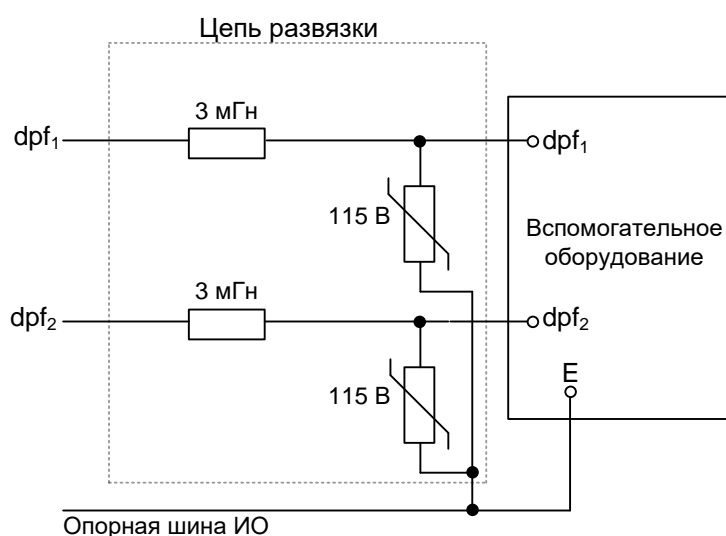 Цепь развязки
3 мГн
dpf₁
dpf₁
115 В
Вспомогательное
оборудование
3 мГн
dpf₂
dpf₂
E
115 В
Опорная шина ИО